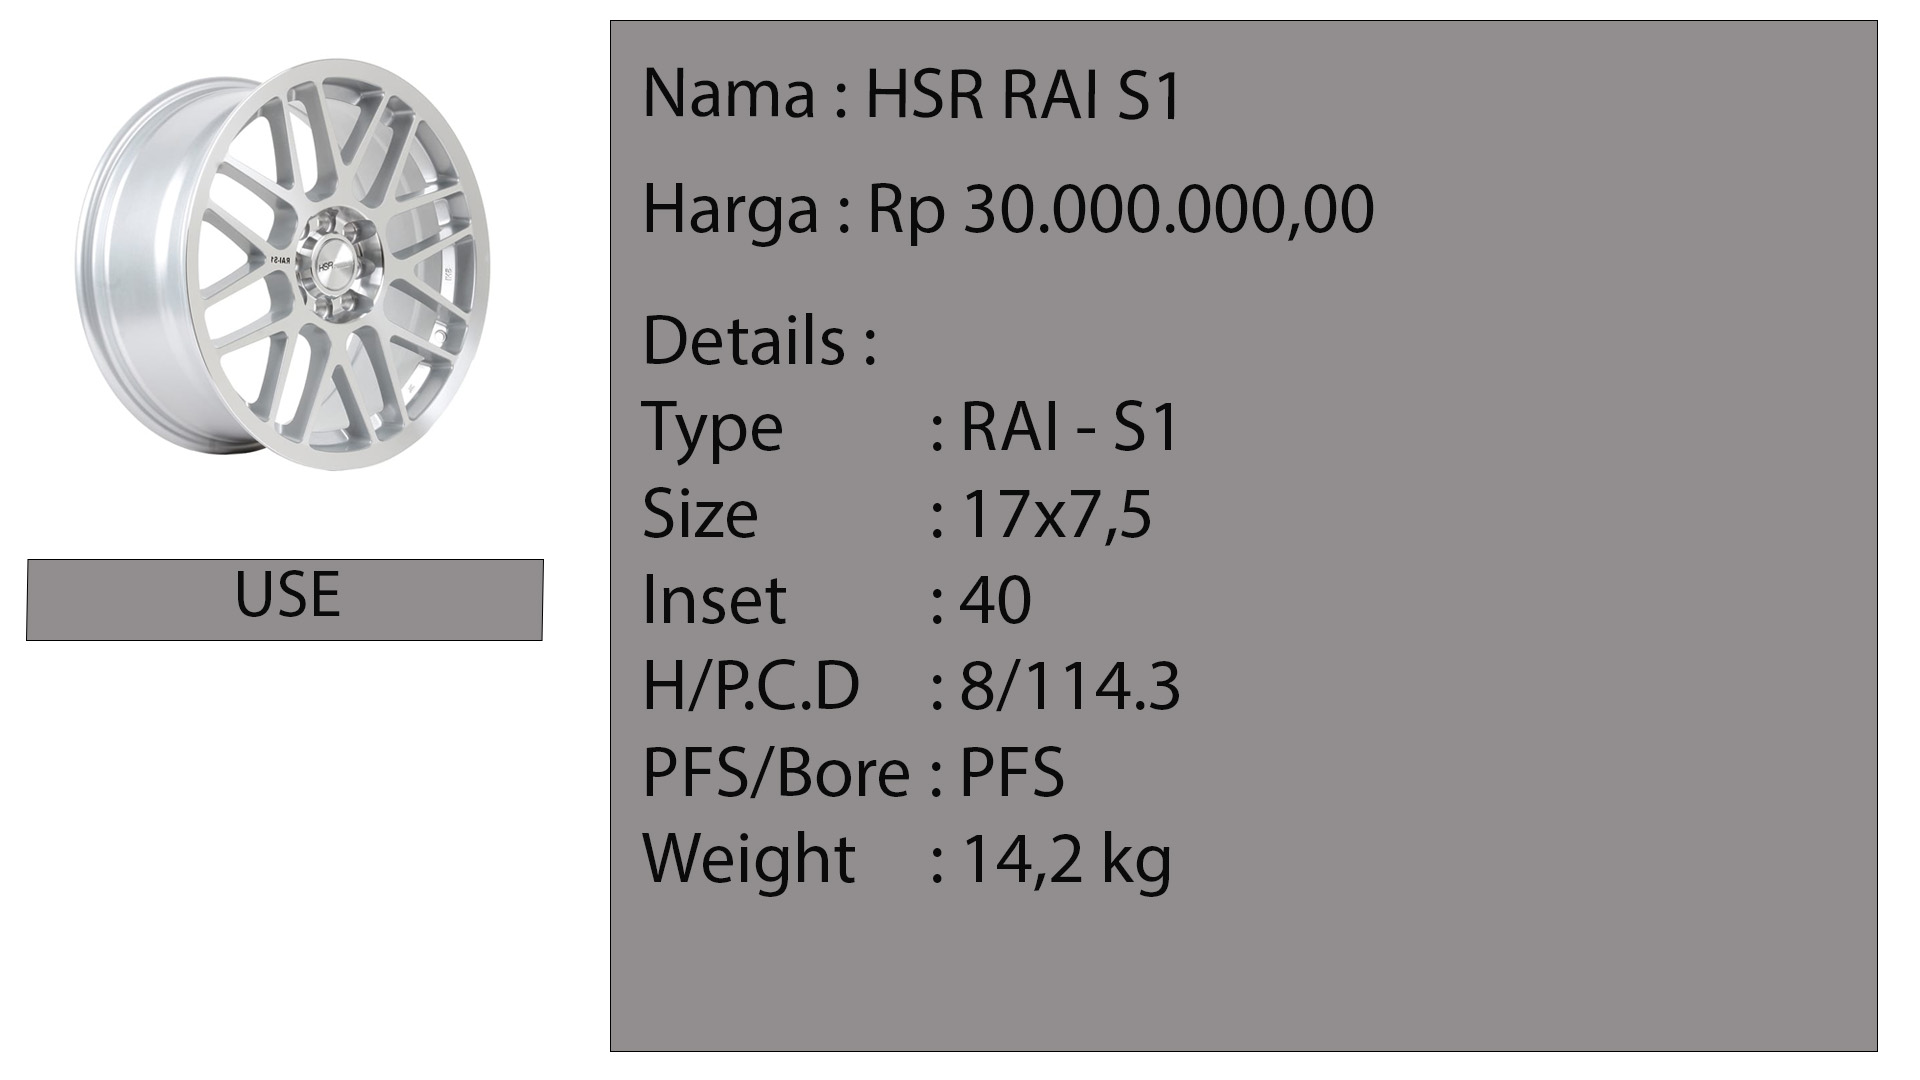 Nama : HSR RAI S1
Harga : Rp 30.000.000,00
Details :
Type : RAI - S1
Size : 17x7,5
Inset : 40
H/P.C.D : 8/114.3
PFS/Bore : PFS
Weight : 14,2 kg
HSR
RAI-S1
USE